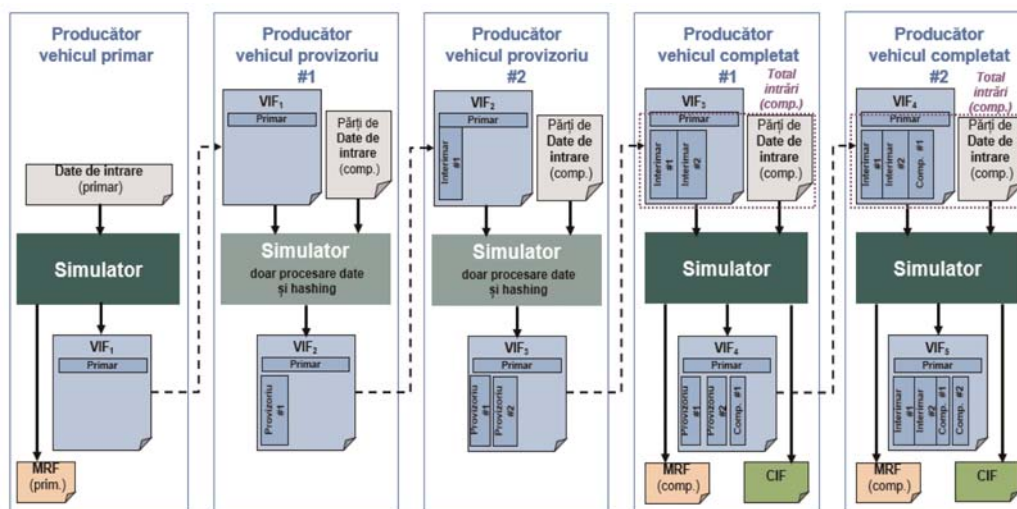 Producător
vehicul primar
Date de intrare
(primar)
Simulator
VIF₁
Primar
MRF
(prim.)
Producător
vehicul provizoriu
#1
VIF₁
Primar
Părți de
Date de
intrare
(comp.)
Simulator
doar procesare date
și hashing
VIF₂
Primar
Provizoriu
#1
Producător
vehicul provizoriu
#2
VIF₂
Primar
Interimar
#1
Părți de
Date de
intrare
(comp.)
Simulator
doar procesare date
și hashing
VIF₃
Primar
Provizoriu
#1
Provizoriu
#2
Producător
vehicul completat
#1
Total
intrări
(comp.)
VIF₃
Primar
Interimar
#1
Interimar
#2
Părți de
Date de
intrare
(comp.)
Simulator
VIF₄
Primar
Provizoriu
#1
Provizoriu
#2
Comp. #1
MRF
(comp.)
CIF
Producător
vehicul completat
#2
Total
intrări
(comp.)
VIF₄
Primar
Interimar
#1
Interimar
#2
Comp. #1
Părți de
Date de
intrare
(comp.)
Simulator
VIF₅
Primar
Interimar
#1
Interimar
#2
Comp. #1
Comp. #2
MRF
(comp.)
CIF